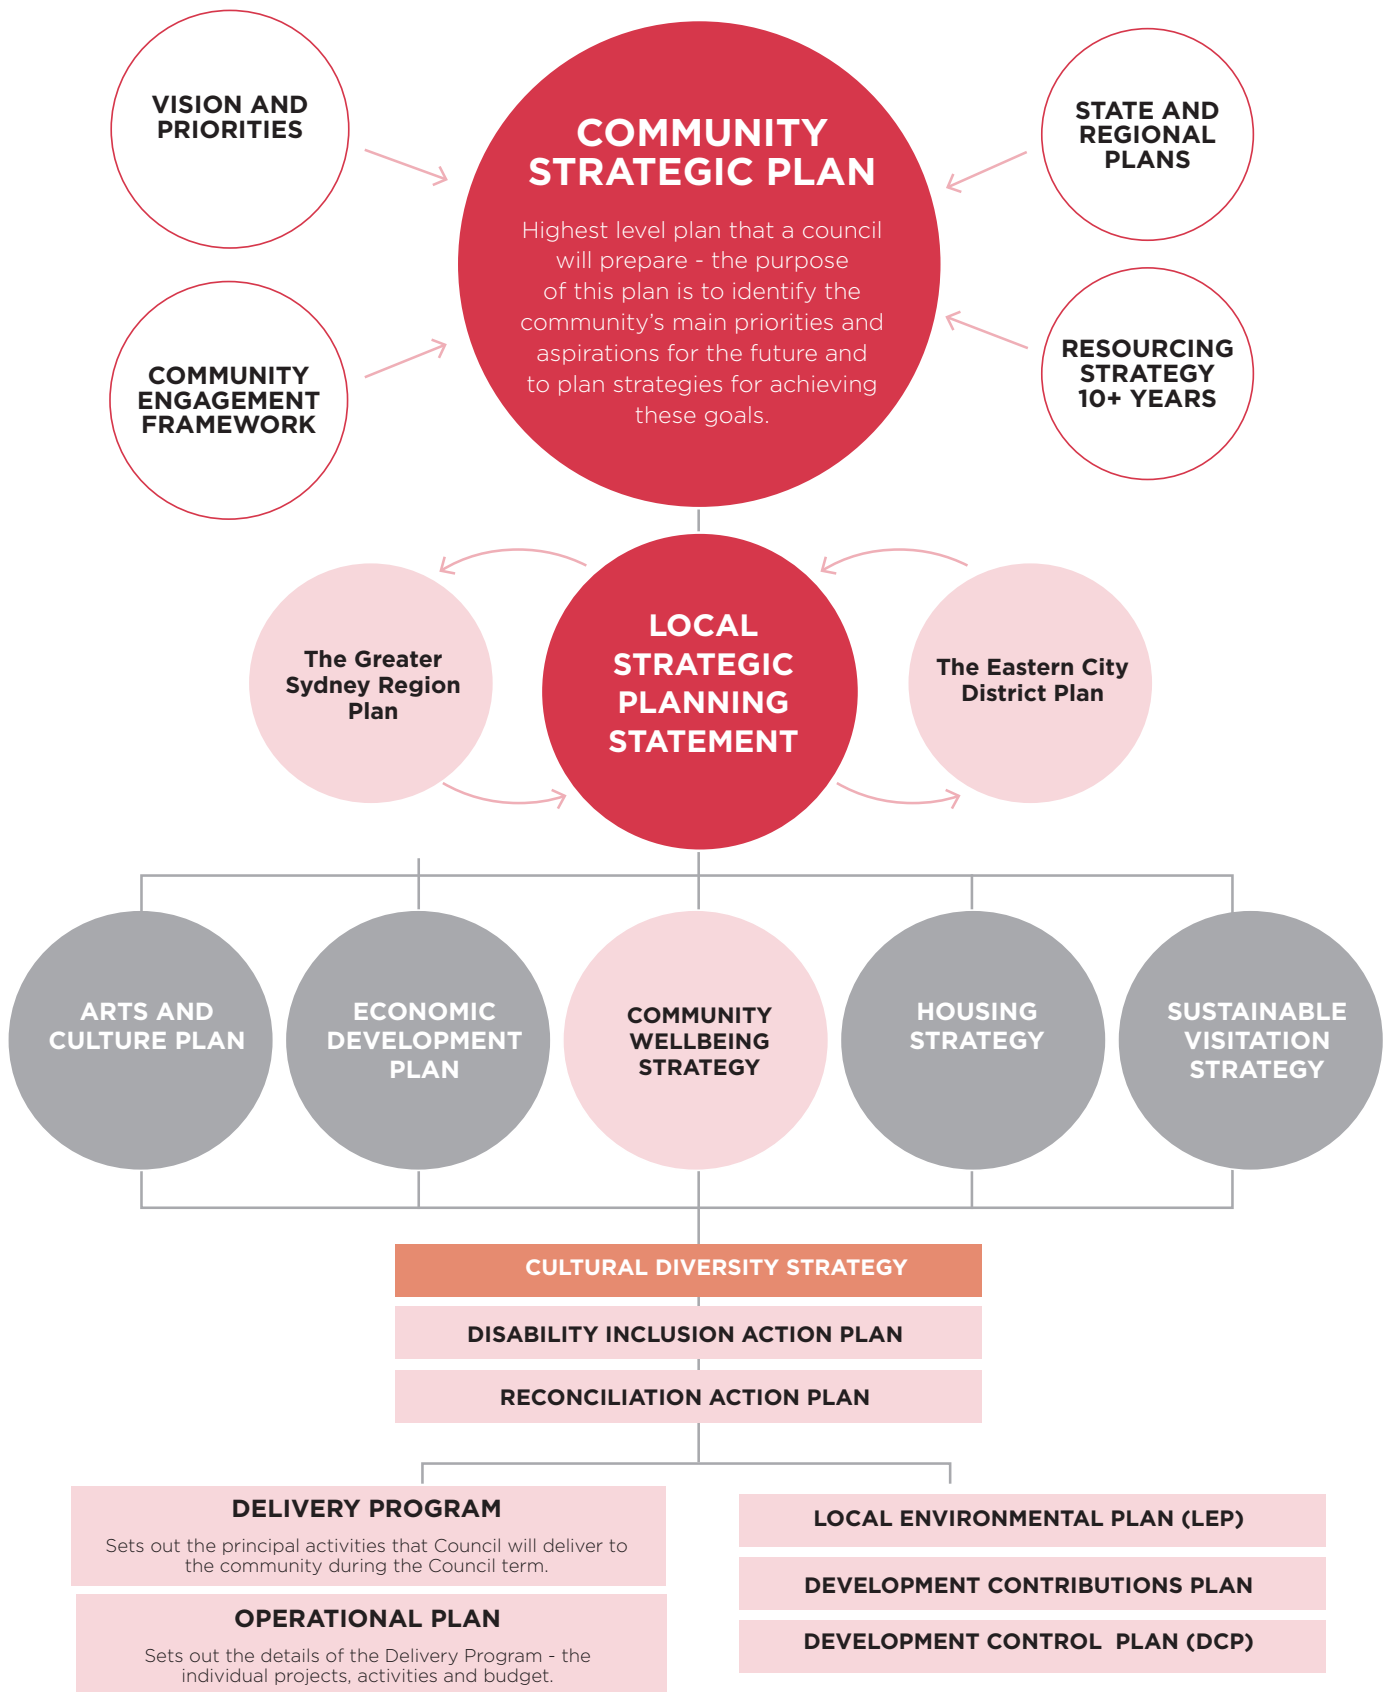 VISION AND
PRIORITIES
COMMUNITY
STRATEGIC PLAN
Highest level plan that a council
will prepare - the purpose
of this plan is to identify the
community’s main priorities and
aspirations for the future and
to plan strategies for achieving
these goals.
STATE AND
REGIONAL
PLANS
COMMUNITY
ENGAGEMENT
FRAMEWORK
RESOURCING
STRATEGY
10+ YEARS
The Greater
Sydney Region
Plan
LOCAL
STRATEGIC
PLANNING
STATEMENT
The Eastern City
District Plan
ARTS AND
CULTURE PLAN
ECONOMIC
DEVELOPMENT
PLAN
COMMUNITY
WELLBEING
STRATEGY
HOUSING
STRATEGY
SUSTAINABLE
VISITATION
STRATEGY
CULTURAL DIVERSITY STRATEGY
DISABILITY INCLUSION ACTION PLAN
RECONCILIATION ACTION PLAN
DELIVERY PROGRAM
Sets out the principal activities that Council will deliver to
the community during the Council term.
OPERATIONAL PLAN
Sets out the details of the Delivery Program - the
individual projects, activities and budget.
LOCAL ENVIRONMENTAL PLAN (LEP)
DEVELOPMENT CONTRIBUTIONS PLAN
DEVELOPMENT CONTROL  PLAN (DCP)